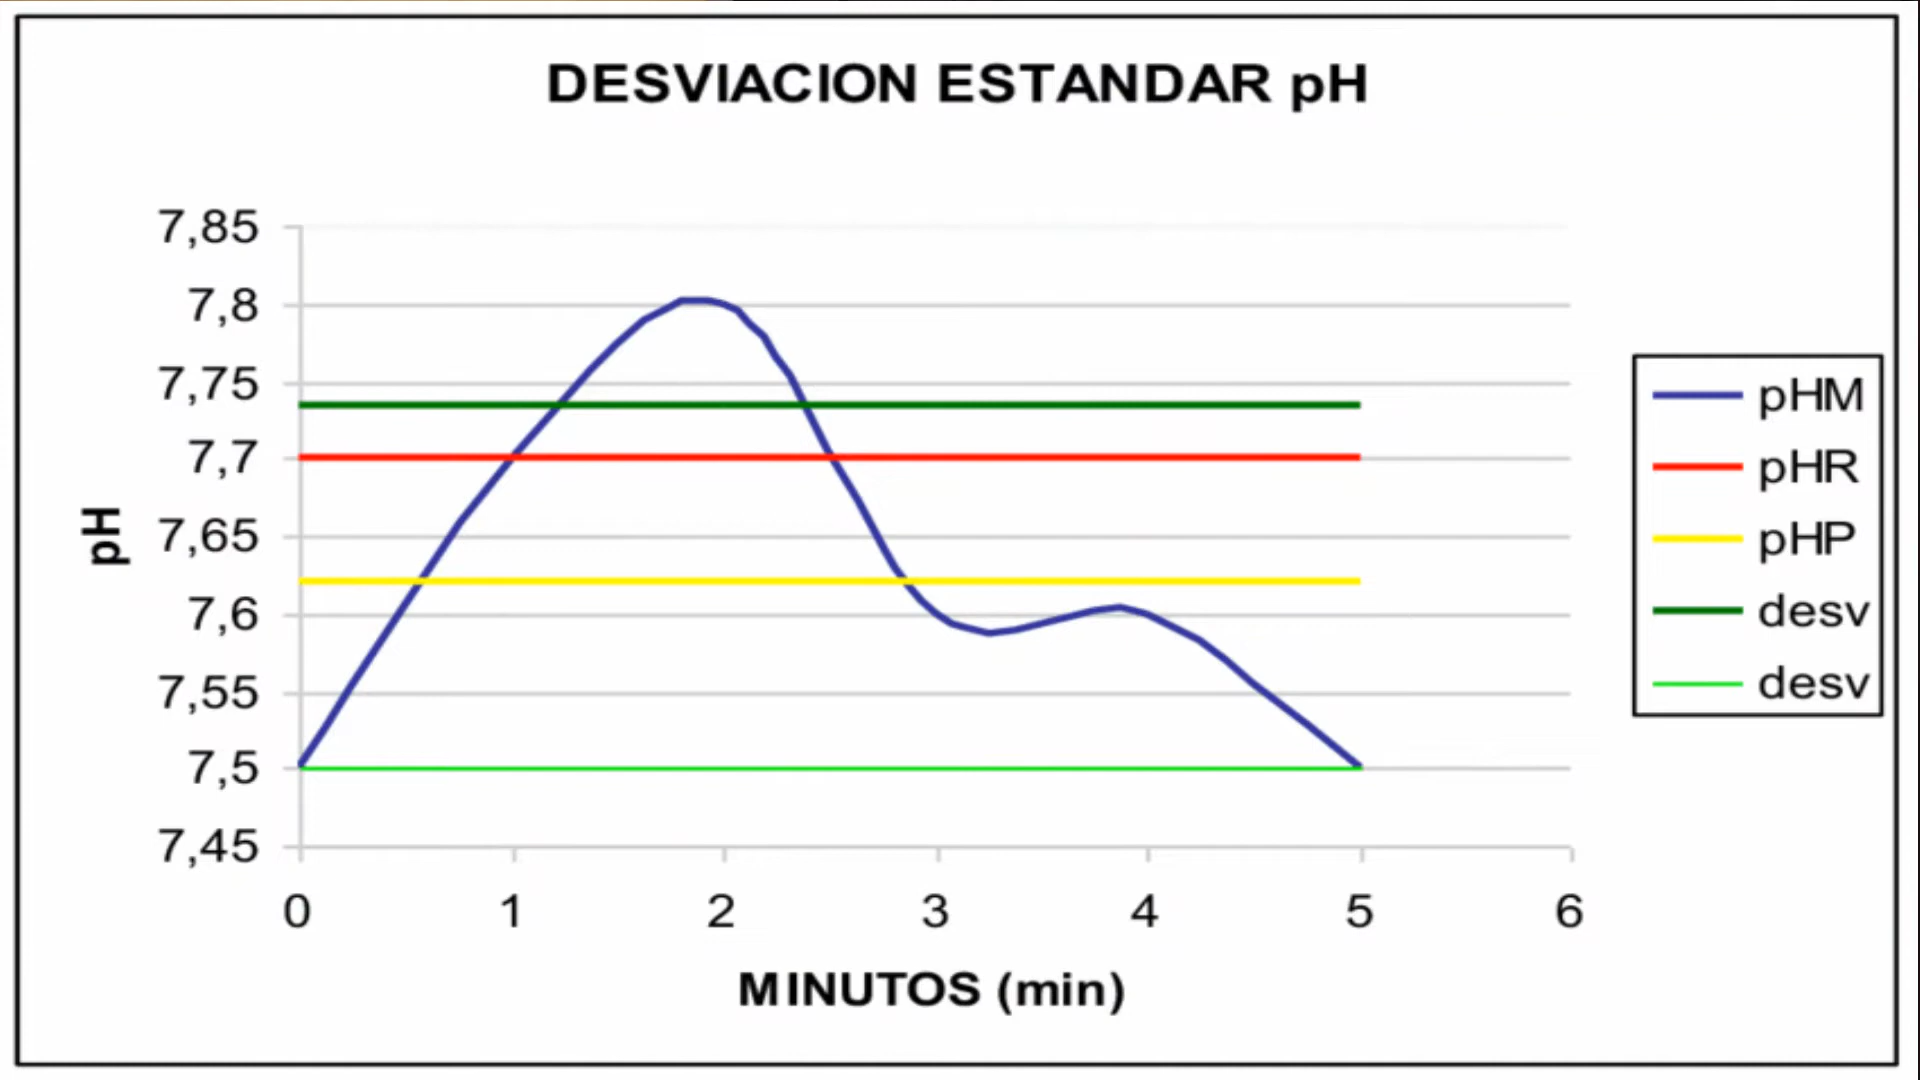 DESVIACION ESTANDAR pH
7,85
7,8
7,75
7,7
7,65
7,6
7,55
7,5
7,45
pH
0 1 2 3 4 5 6
MINUTOS (min)
pHM
pHR
pHP
desv
desv